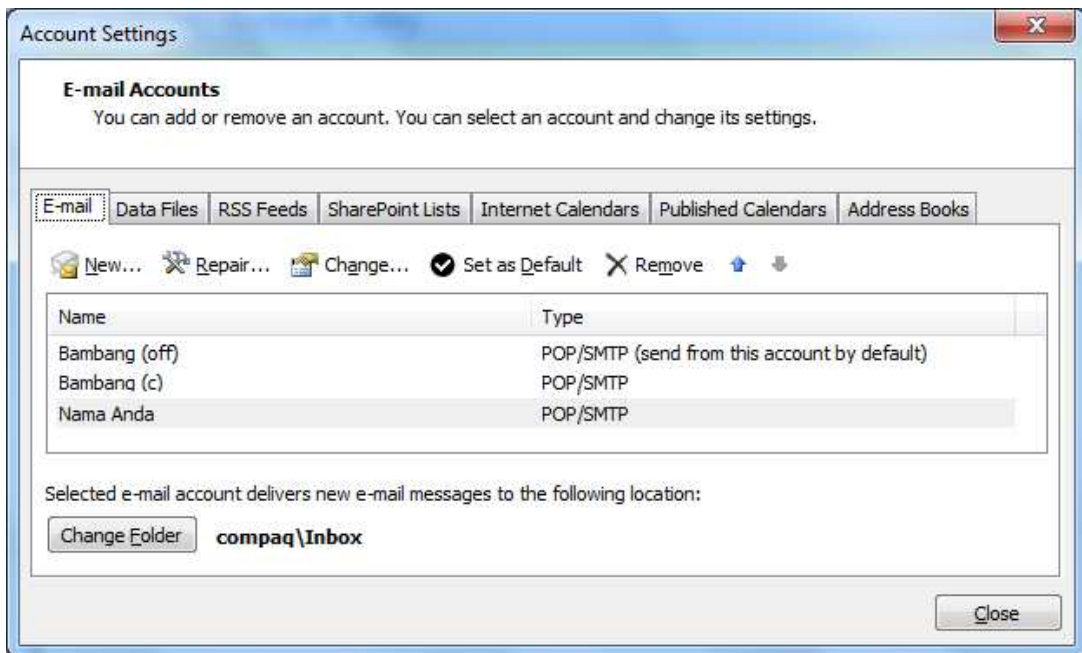 Account Settings
E-mail Accounts
You can add or remove an account. You can select an account and change its settings.
E-mail Data Files RSS Feeds SharePoint Lists Internet Calendars Published Calendars Address Books
New... Repair... Change... Set as Default Remove
Name Type
Bambang (off) POP/SMTP (send from this account by default)
Bambang (c) POP/SMTP
Nama Anda POP/SMTP
Selected e-mail account delivers new e-mail messages to the following location:
Change Folder compaq\Inbox
Close